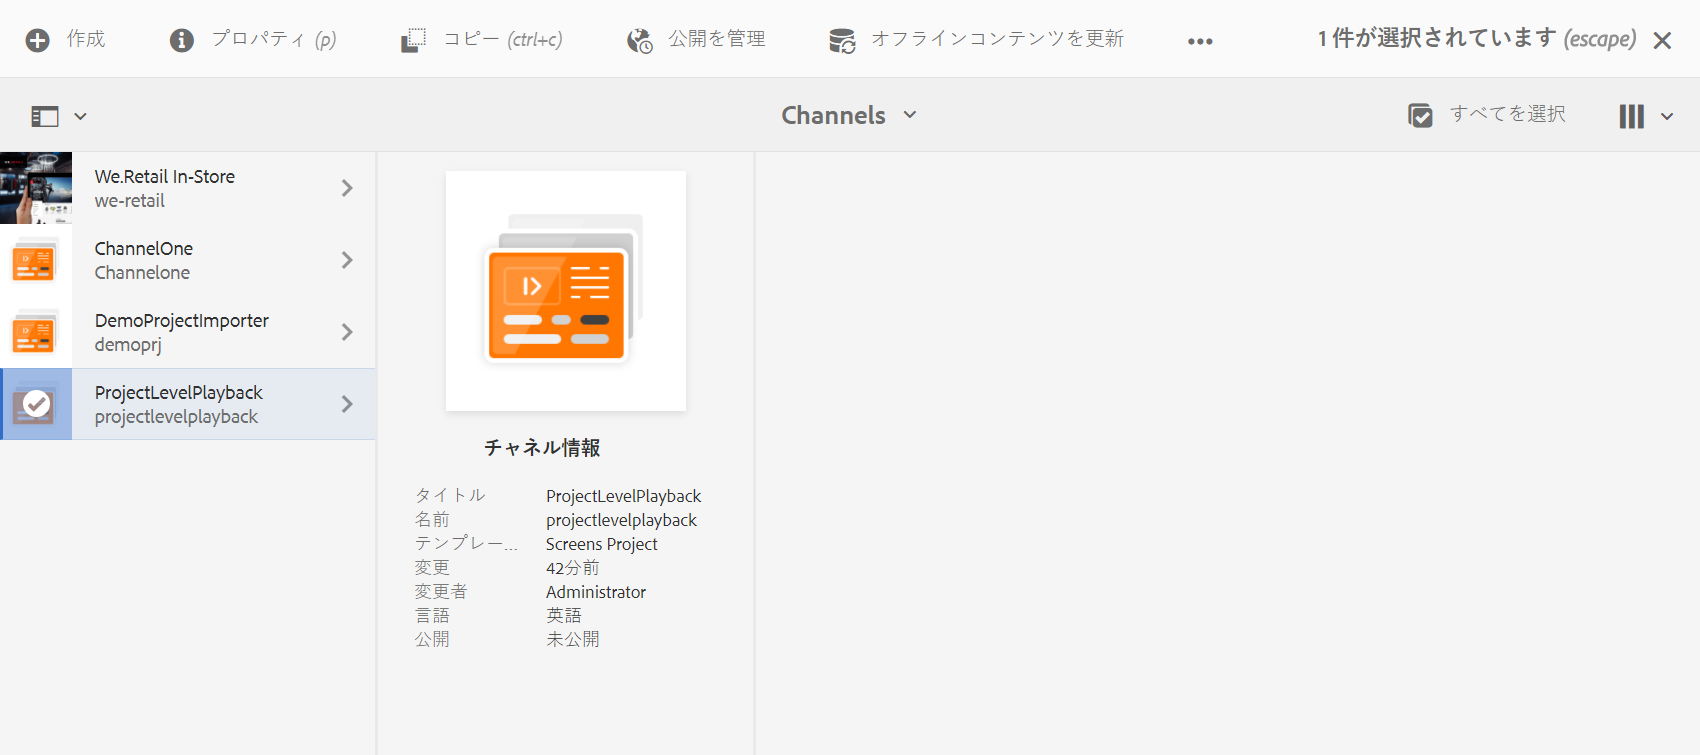 作成 プロパティ (p) コピー (ctrl+c) 公開を管理 オフラインコンテンツを更新 ••• 1 件が選択されています (escape)
Channels すべてを選択
We.Retail In-Store
we-retail
ChannelOne
Channelone
DemoProjectImporter
demoprj
ProjectLevelPlayback
projectlevelplayback
チャネル情報
タイトル ProjectLevelPlayback
名前 projectlevelplayback
テンプレー... Screens Project
変更 42分前
変更者 Administrator
言語 英語
公開 未公開